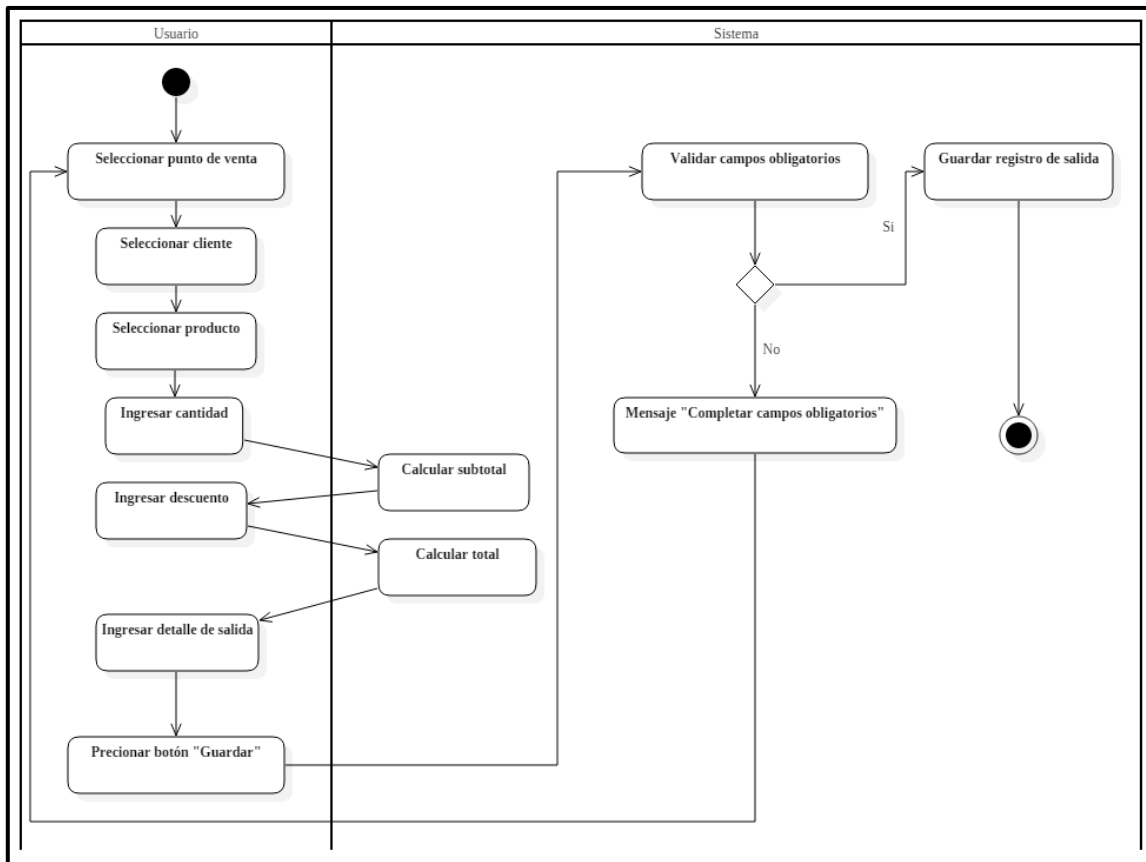 Usuario
Sistema
Seleccionar punto de venta
Validar campos obligatorios
Guardar registro de salida
Seleccionar cliente
Si
Seleccionar producto
No
Ingresar cantidad
Mensaje "Completar campos obligatorios"
Calcular subtotal
Ingresar descuento
Calcular total
Ingresar detalle de salida
Precionar botón "Guardar"